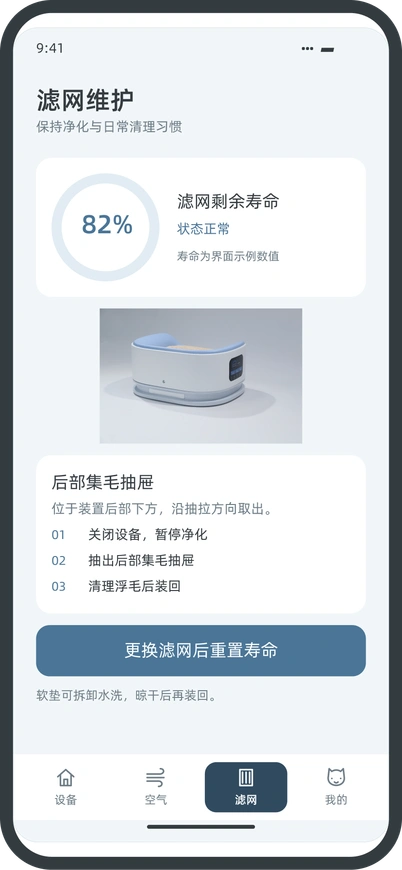 9:41
滤网维护
保持净化与日常清理习惯
82%
滤网剩余寿命
状态正常
寿命为界面示例数值
后部集毛抽屉
位于装置后部下方，沿抽拉方向取出。
01 关闭设备，暂停净化
02 抽出后部集毛抽屉
03 清理浮毛后装回
更换滤网后重置寿命
软垫可拆卸水洗，晾干后再装回。
设备 空气 滤网 我的